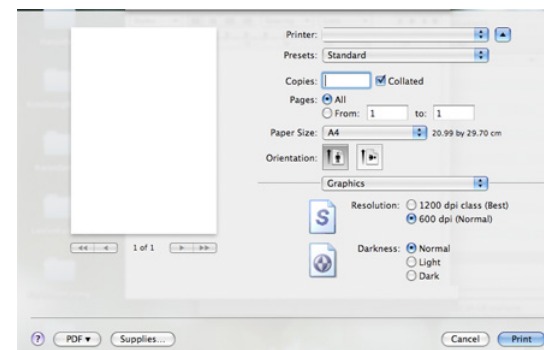 Printer:
Presets: Standard
Copies: Collated
Pages: All
From: 1 to: 1
Paper Size: A4 20.99 by 29.70 cm
Orientation:
Graphics
Resolution: 1200 dpi class (Best)
600 dpi (Normal)
S
Darkness: Normal
Light
Dark
1 of 1
? PDF Supplies... Cancel Print